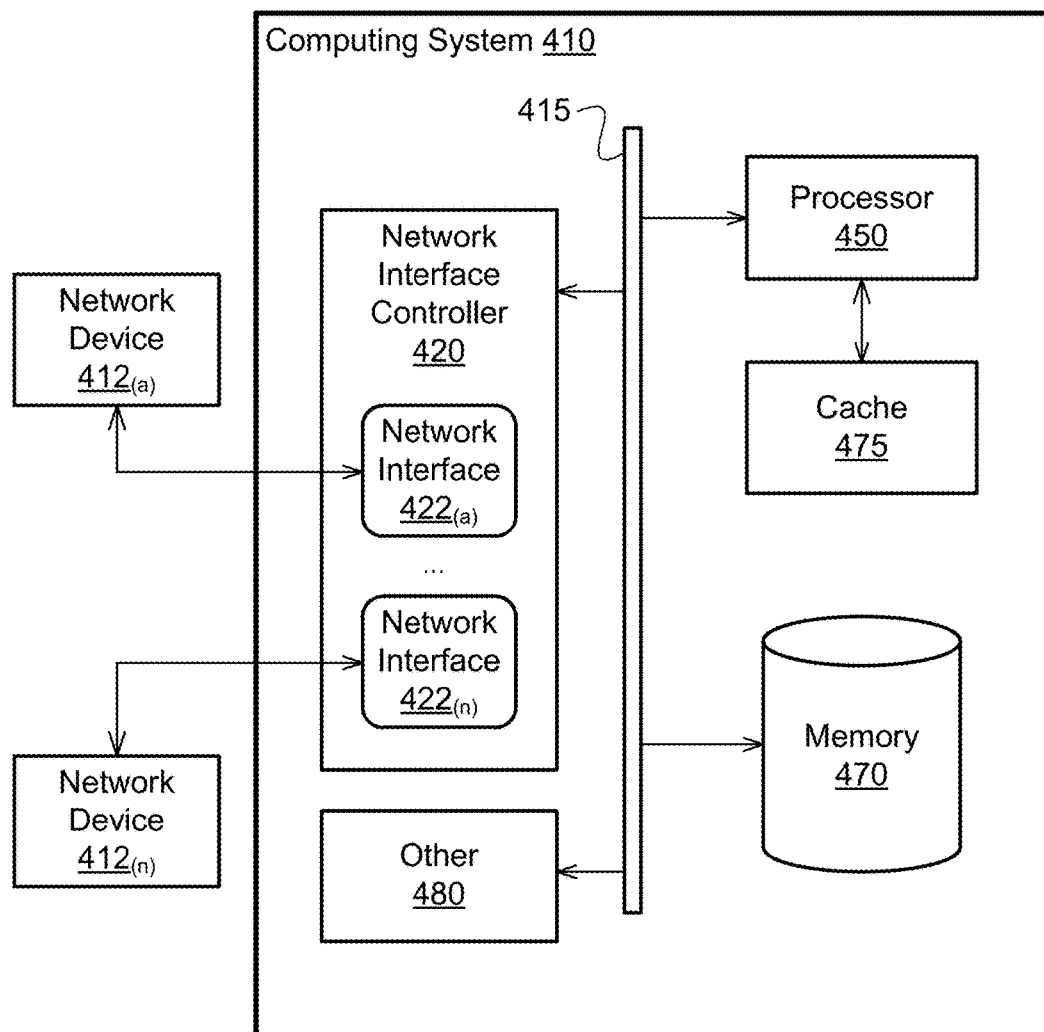 Computing System 410
415
Processor
450
Network
Interface
Controller
420
Network
Device
412(a)
Cache
475
Network
Interface
422(a)
...
Network
Interface
422(n)
Memory
470
Network
Device
412(n)
Other
480